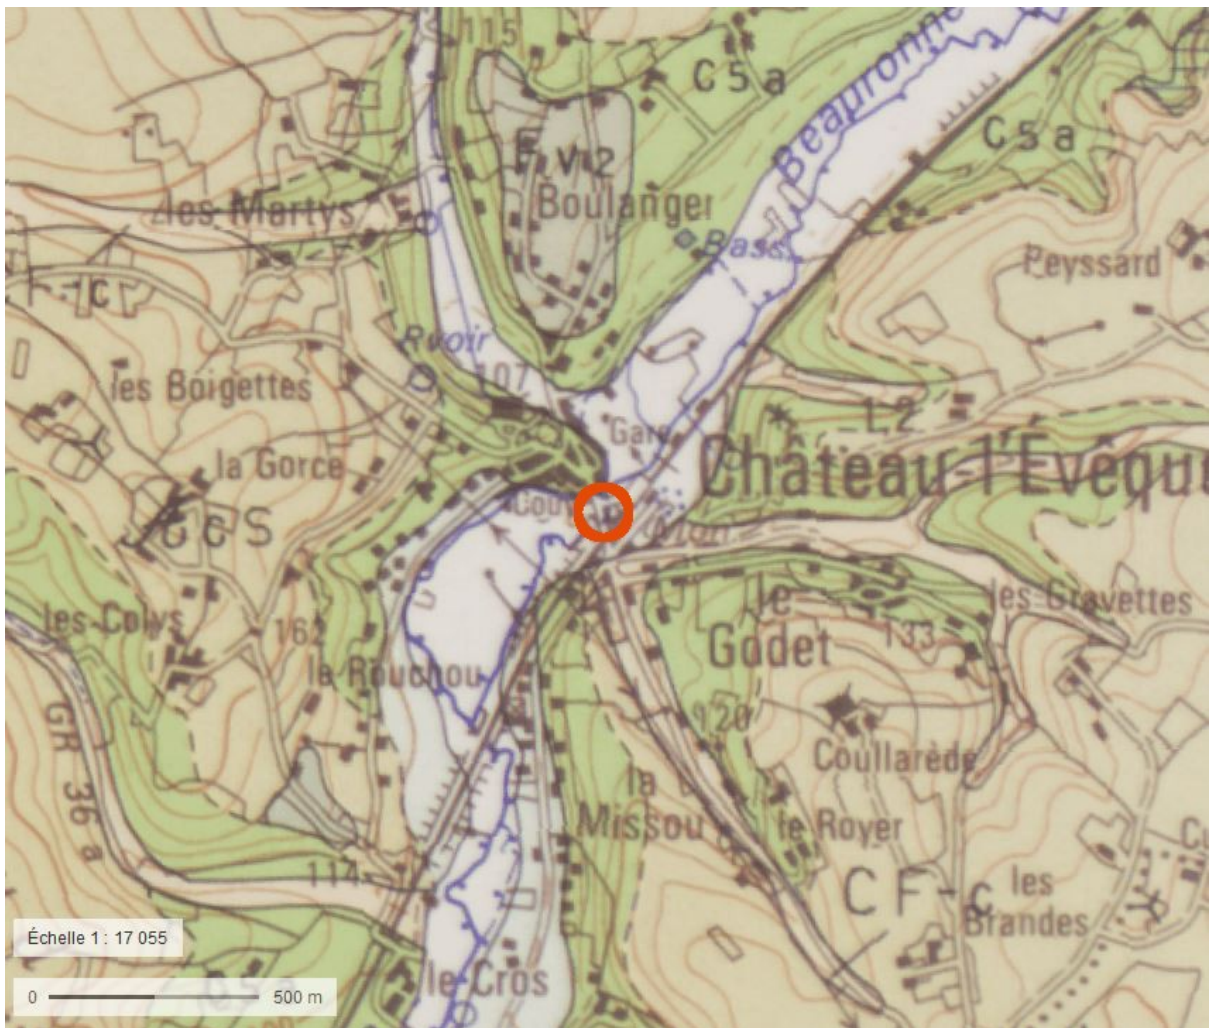 115
C5a
Beauronne
C5a
Fv2
les Martys
Boulanger
Bass.
Peyssard
F-c
Rvoir
les Boigettes
107
L2
Gare
Château-l'Évêque
la Gorce
CcS
Mon.
les Colys
162
le
Godet
les Gravettes
133
le Rouchou
GR 36 a
120
Coullarède
la
Missou
le Royer
114
CF-c
les
Brandes
Échelle 1 : 17 055
0 500 m
le Cros